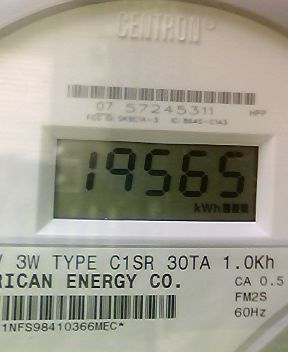 CENTRON®
07 57245311 HPP
19565
kWh
V 3W TYPE C1SR 30TA 1.0Kh
RICAN ENERGY CO. CA 0.5
FM2S
60Hz
1NFS98410366MEC*